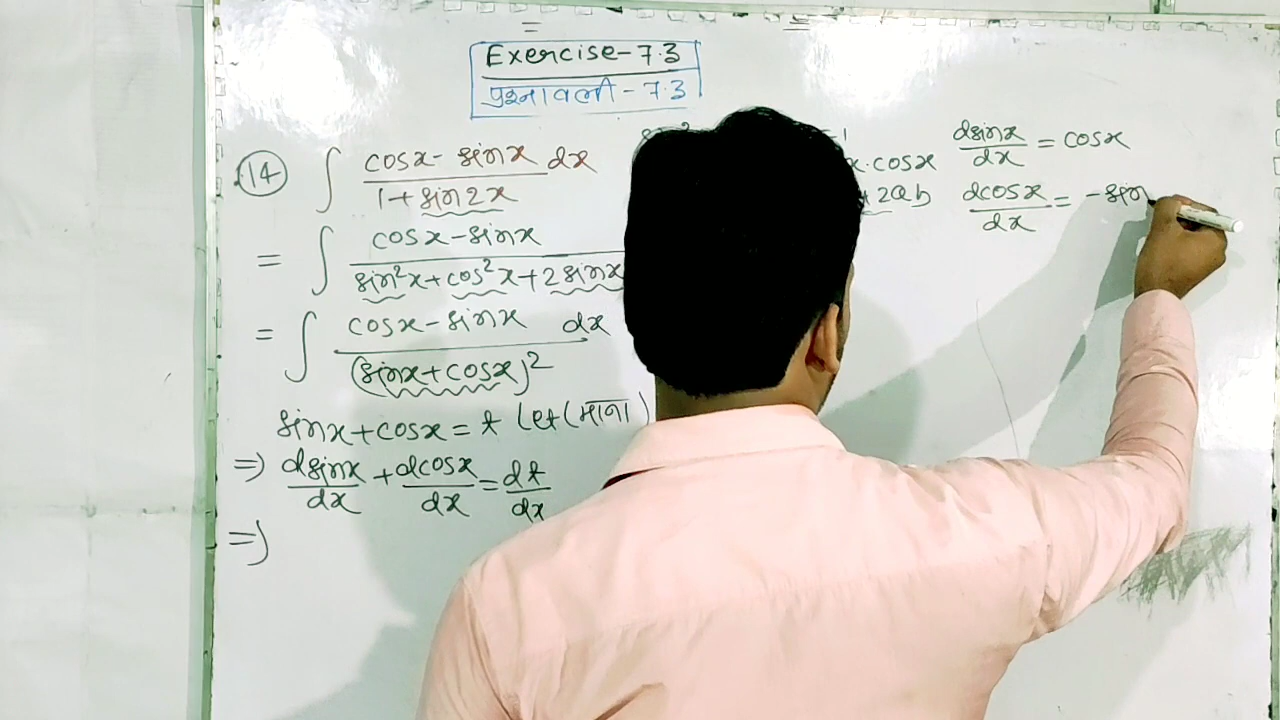 Exercise-7.3
प्रश्नावली-7.3
14 ∫ cosx - sinx dx
1 + sin2x
= ∫ cosx-sinx
sin²x+cos²x+2sinx
= ∫ cosx-sinx dx
(sinx+cosx)²
sinx+cosx = t Let (माना)
=> dsinx/dx + dcosx/dx = dt/dx
=>
x.cosx
+ 2ab
dsinx/dx = cosx
dcosx/dx = -sin